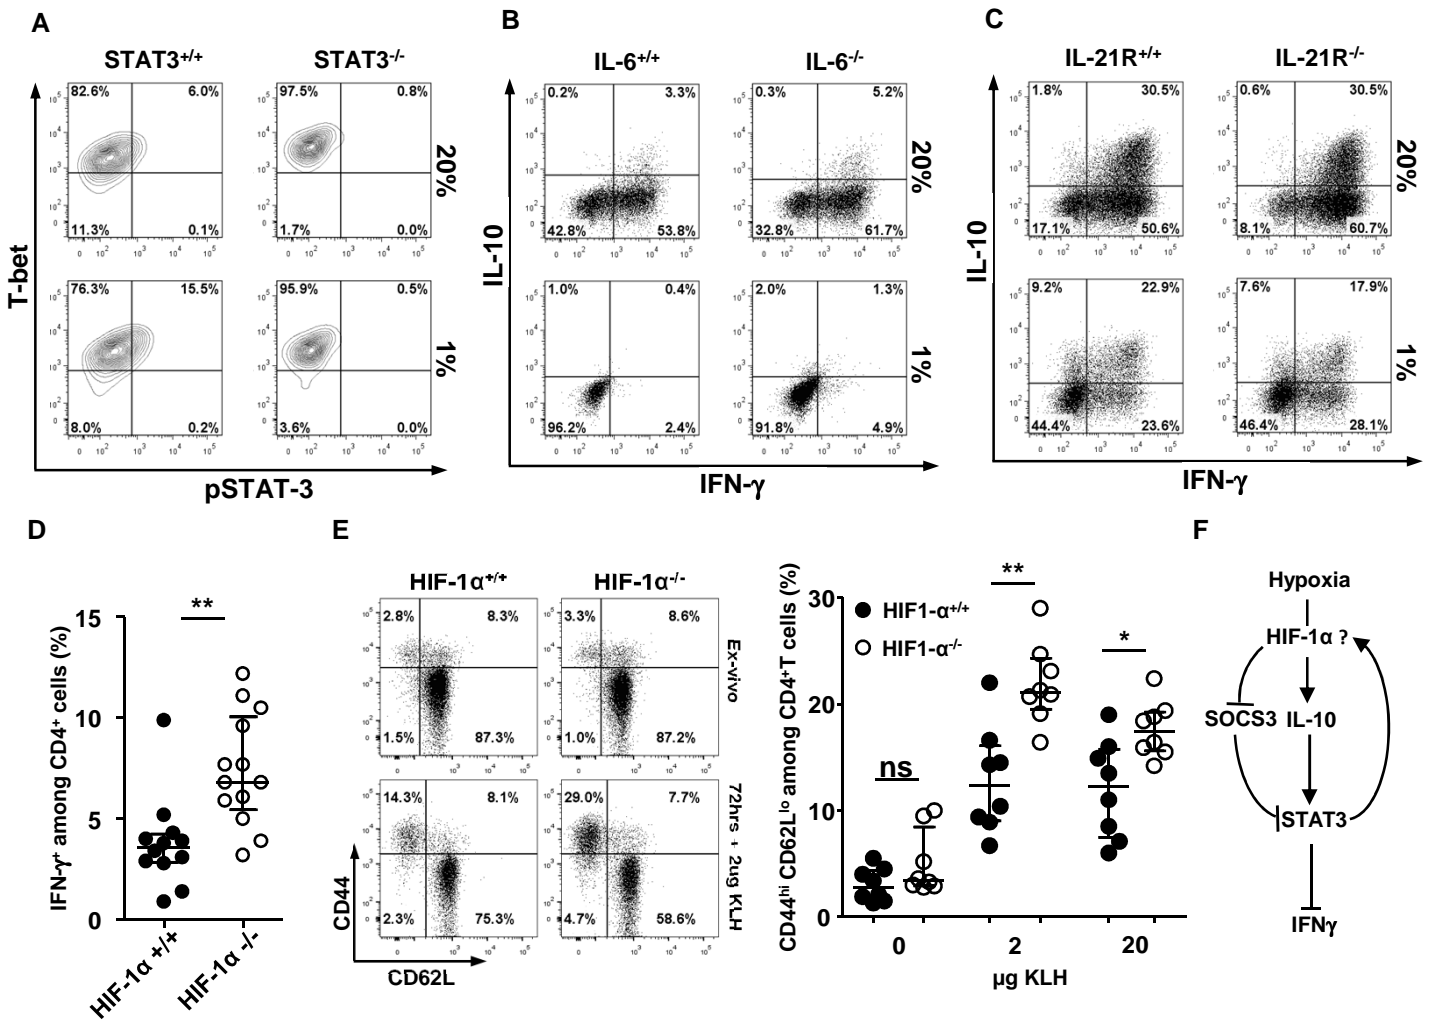 A
STAT3+/+ STAT3-/-
82.6% 6.0% 97.5% 0.8%
11.3% 0.1% 1.7% 0.0%
20%
76.3% 15.5% 95.9% 0.5%
8.0% 0.2% 3.6% 0.0%
1%
T-bet
pSTAT-3
B
IL-6+/+ IL-6-/-
0.2% 3.3% 0.3% 5.2%
42.8% 53.8% 32.8% 61.7%
20%
1.0% 0.4% 2.0% 1.3%
96.2% 2.4% 91.8% 4.9%
1%
IL-10
IFN-γ
C
IL-21R+/+ IL-21R-/-
1.8% 30.5% 0.6% 30.5%
17.1% 50.6% 8.1% 60.7%
20%
9.2% 22.9% 7.6% 17.9%
44.4% 23.6% 46.4% 28.1%
1%
IL-10
IFN-γ
D
**
IFN-γ+ among CD4+ cells (%)
15
10
5
0
HIF-1α +/+ HIF-1α -/-
E
HIF-1α+/+ HIF-1α-/-
2.8% 8.3% 3.3% 8.6%
1.5% 87.3% 1.0% 87.2%
Ex-vivo
14.3% 8.1% 29.0% 7.7%
2.3% 75.3% 4.7% 58.6%
72hrs + 2ug KLH
CD44
CD62L
CD44hi CD62Llo among CD4+T cells (%)
30
20
10
0
HIF1-α+/+
HIF1-α-/-
ns ** *
0 2 20
µg KLH
F
Hypoxia
HIF-1α ?
SOCS3 IL-10
STAT3
IFNγ